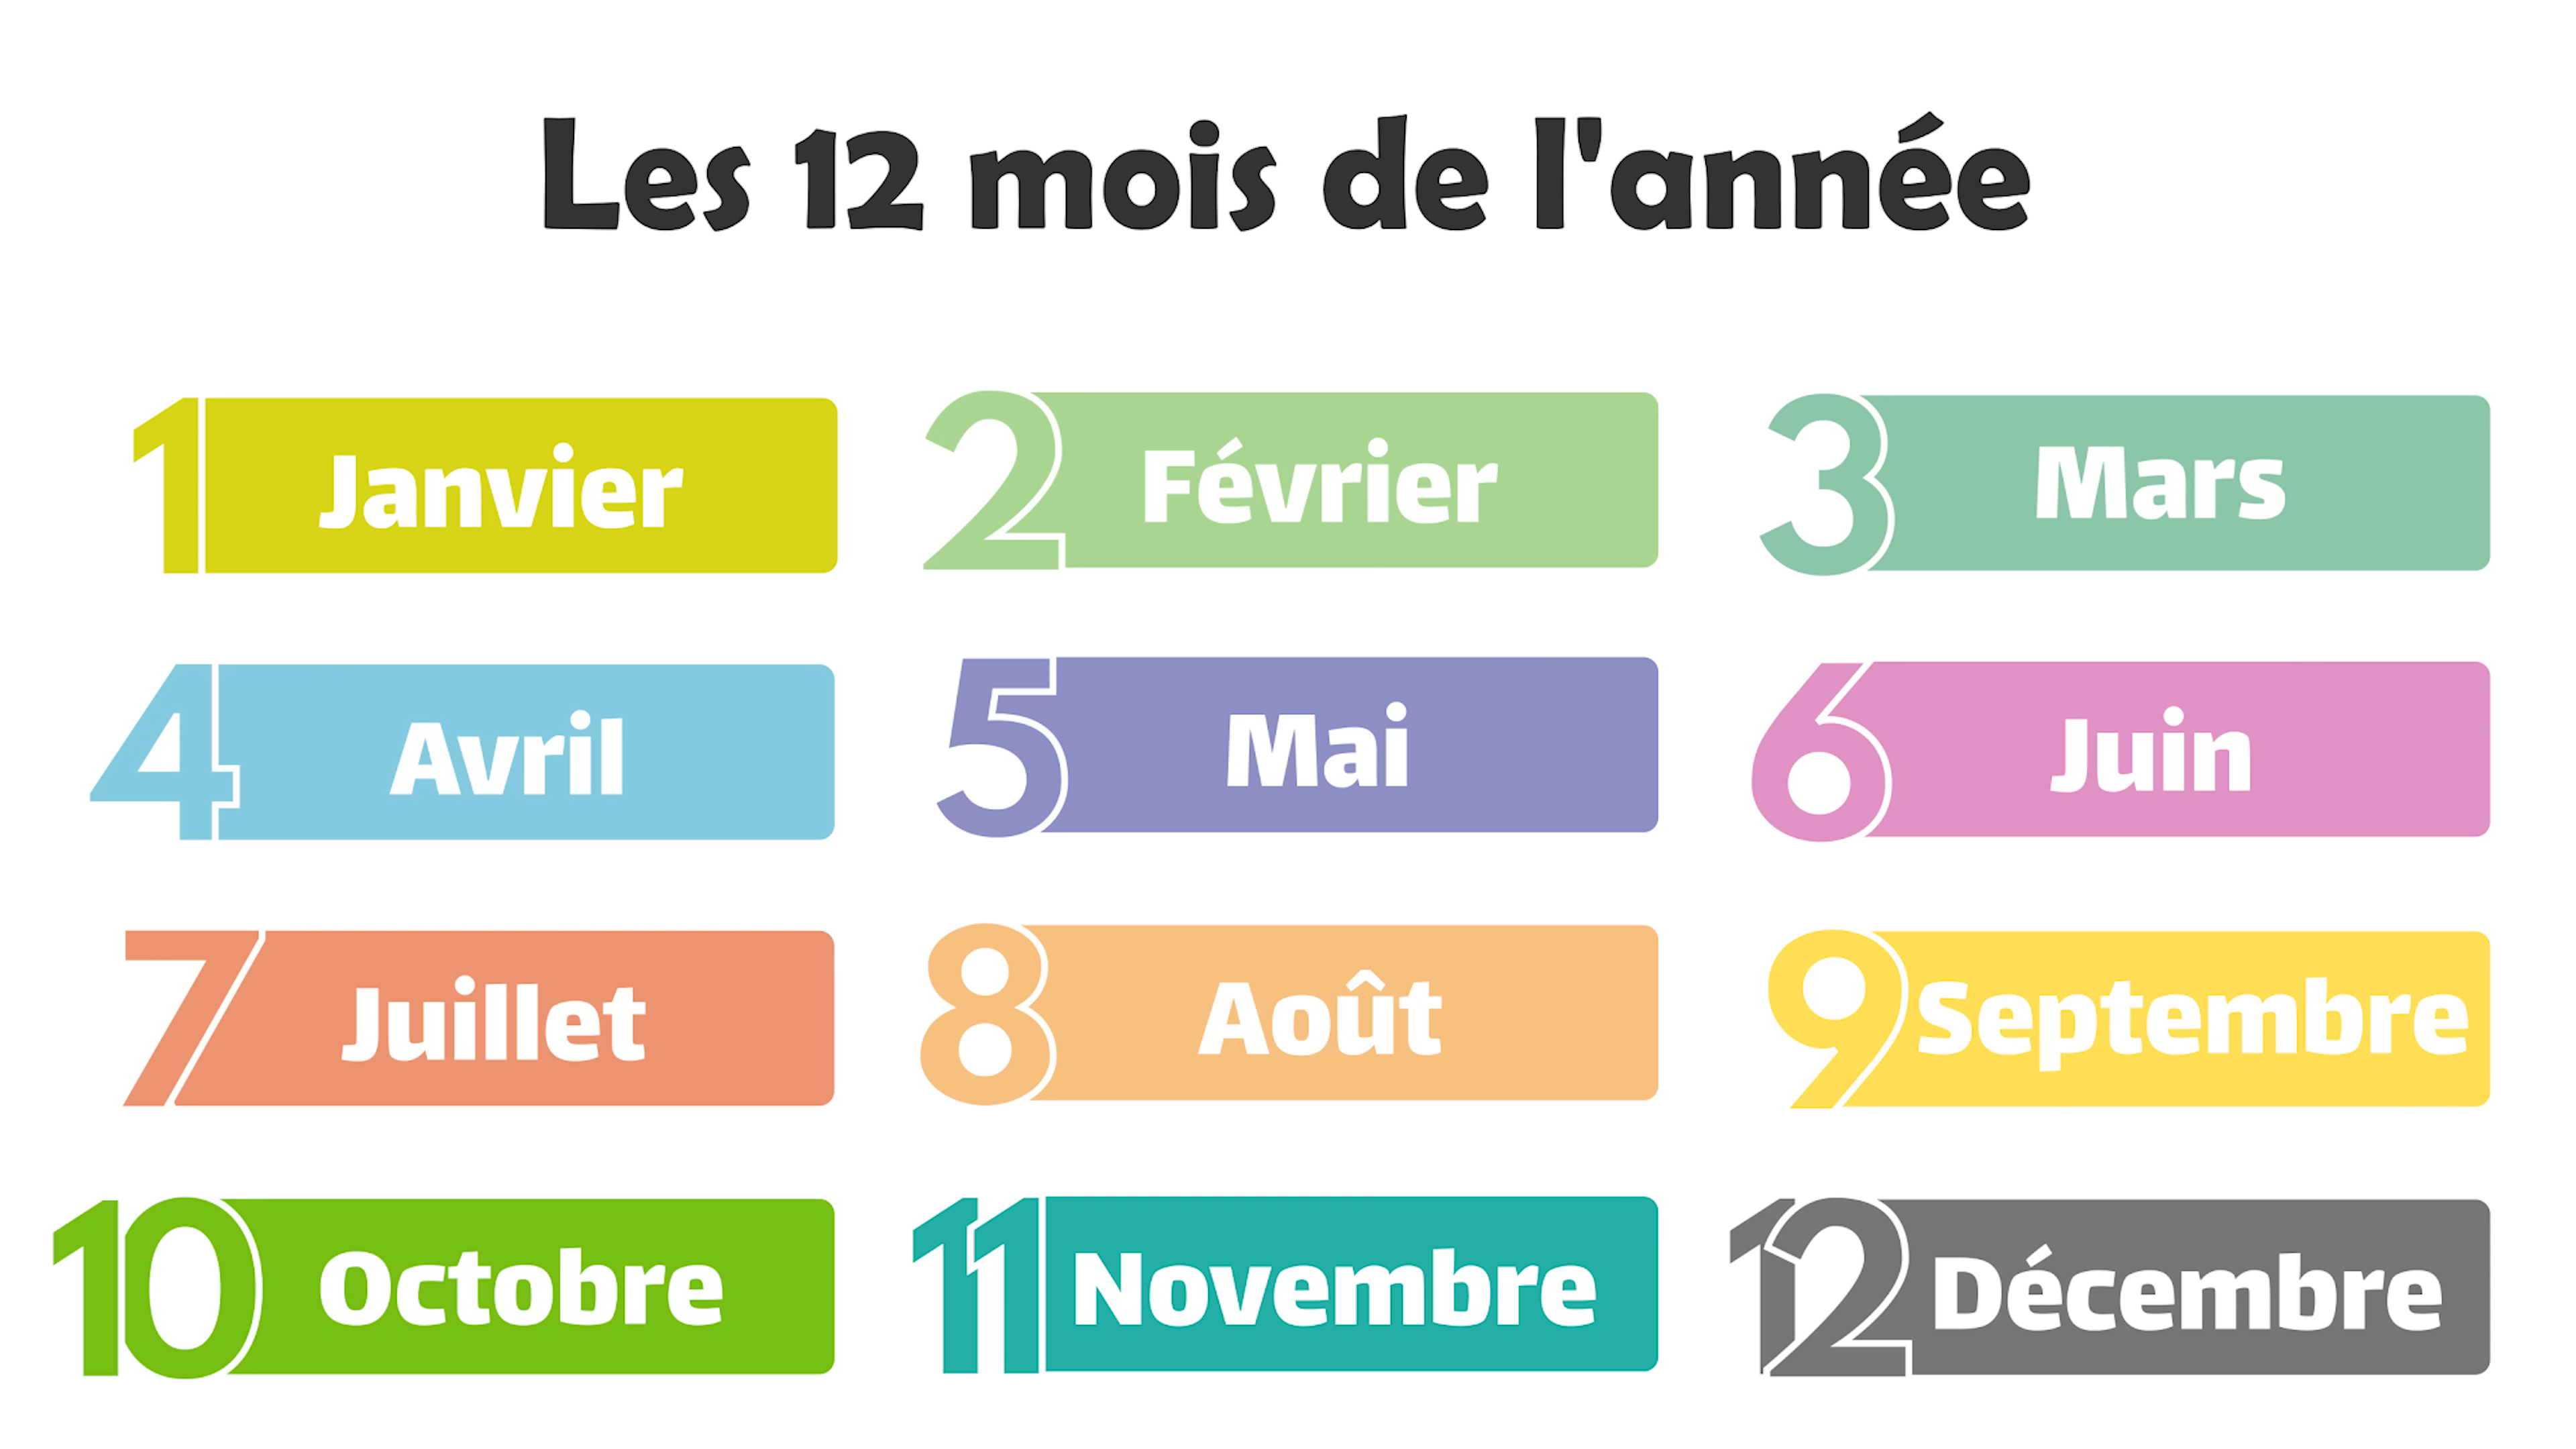 Les 12 mois de l'année
1 Janvier
2 Février
3 Mars
4 Avril
5 Mai
6 Juin
7 Juillet
8 Août
9 Septembre
10 Octobre
11 Novembre
12 Décembre